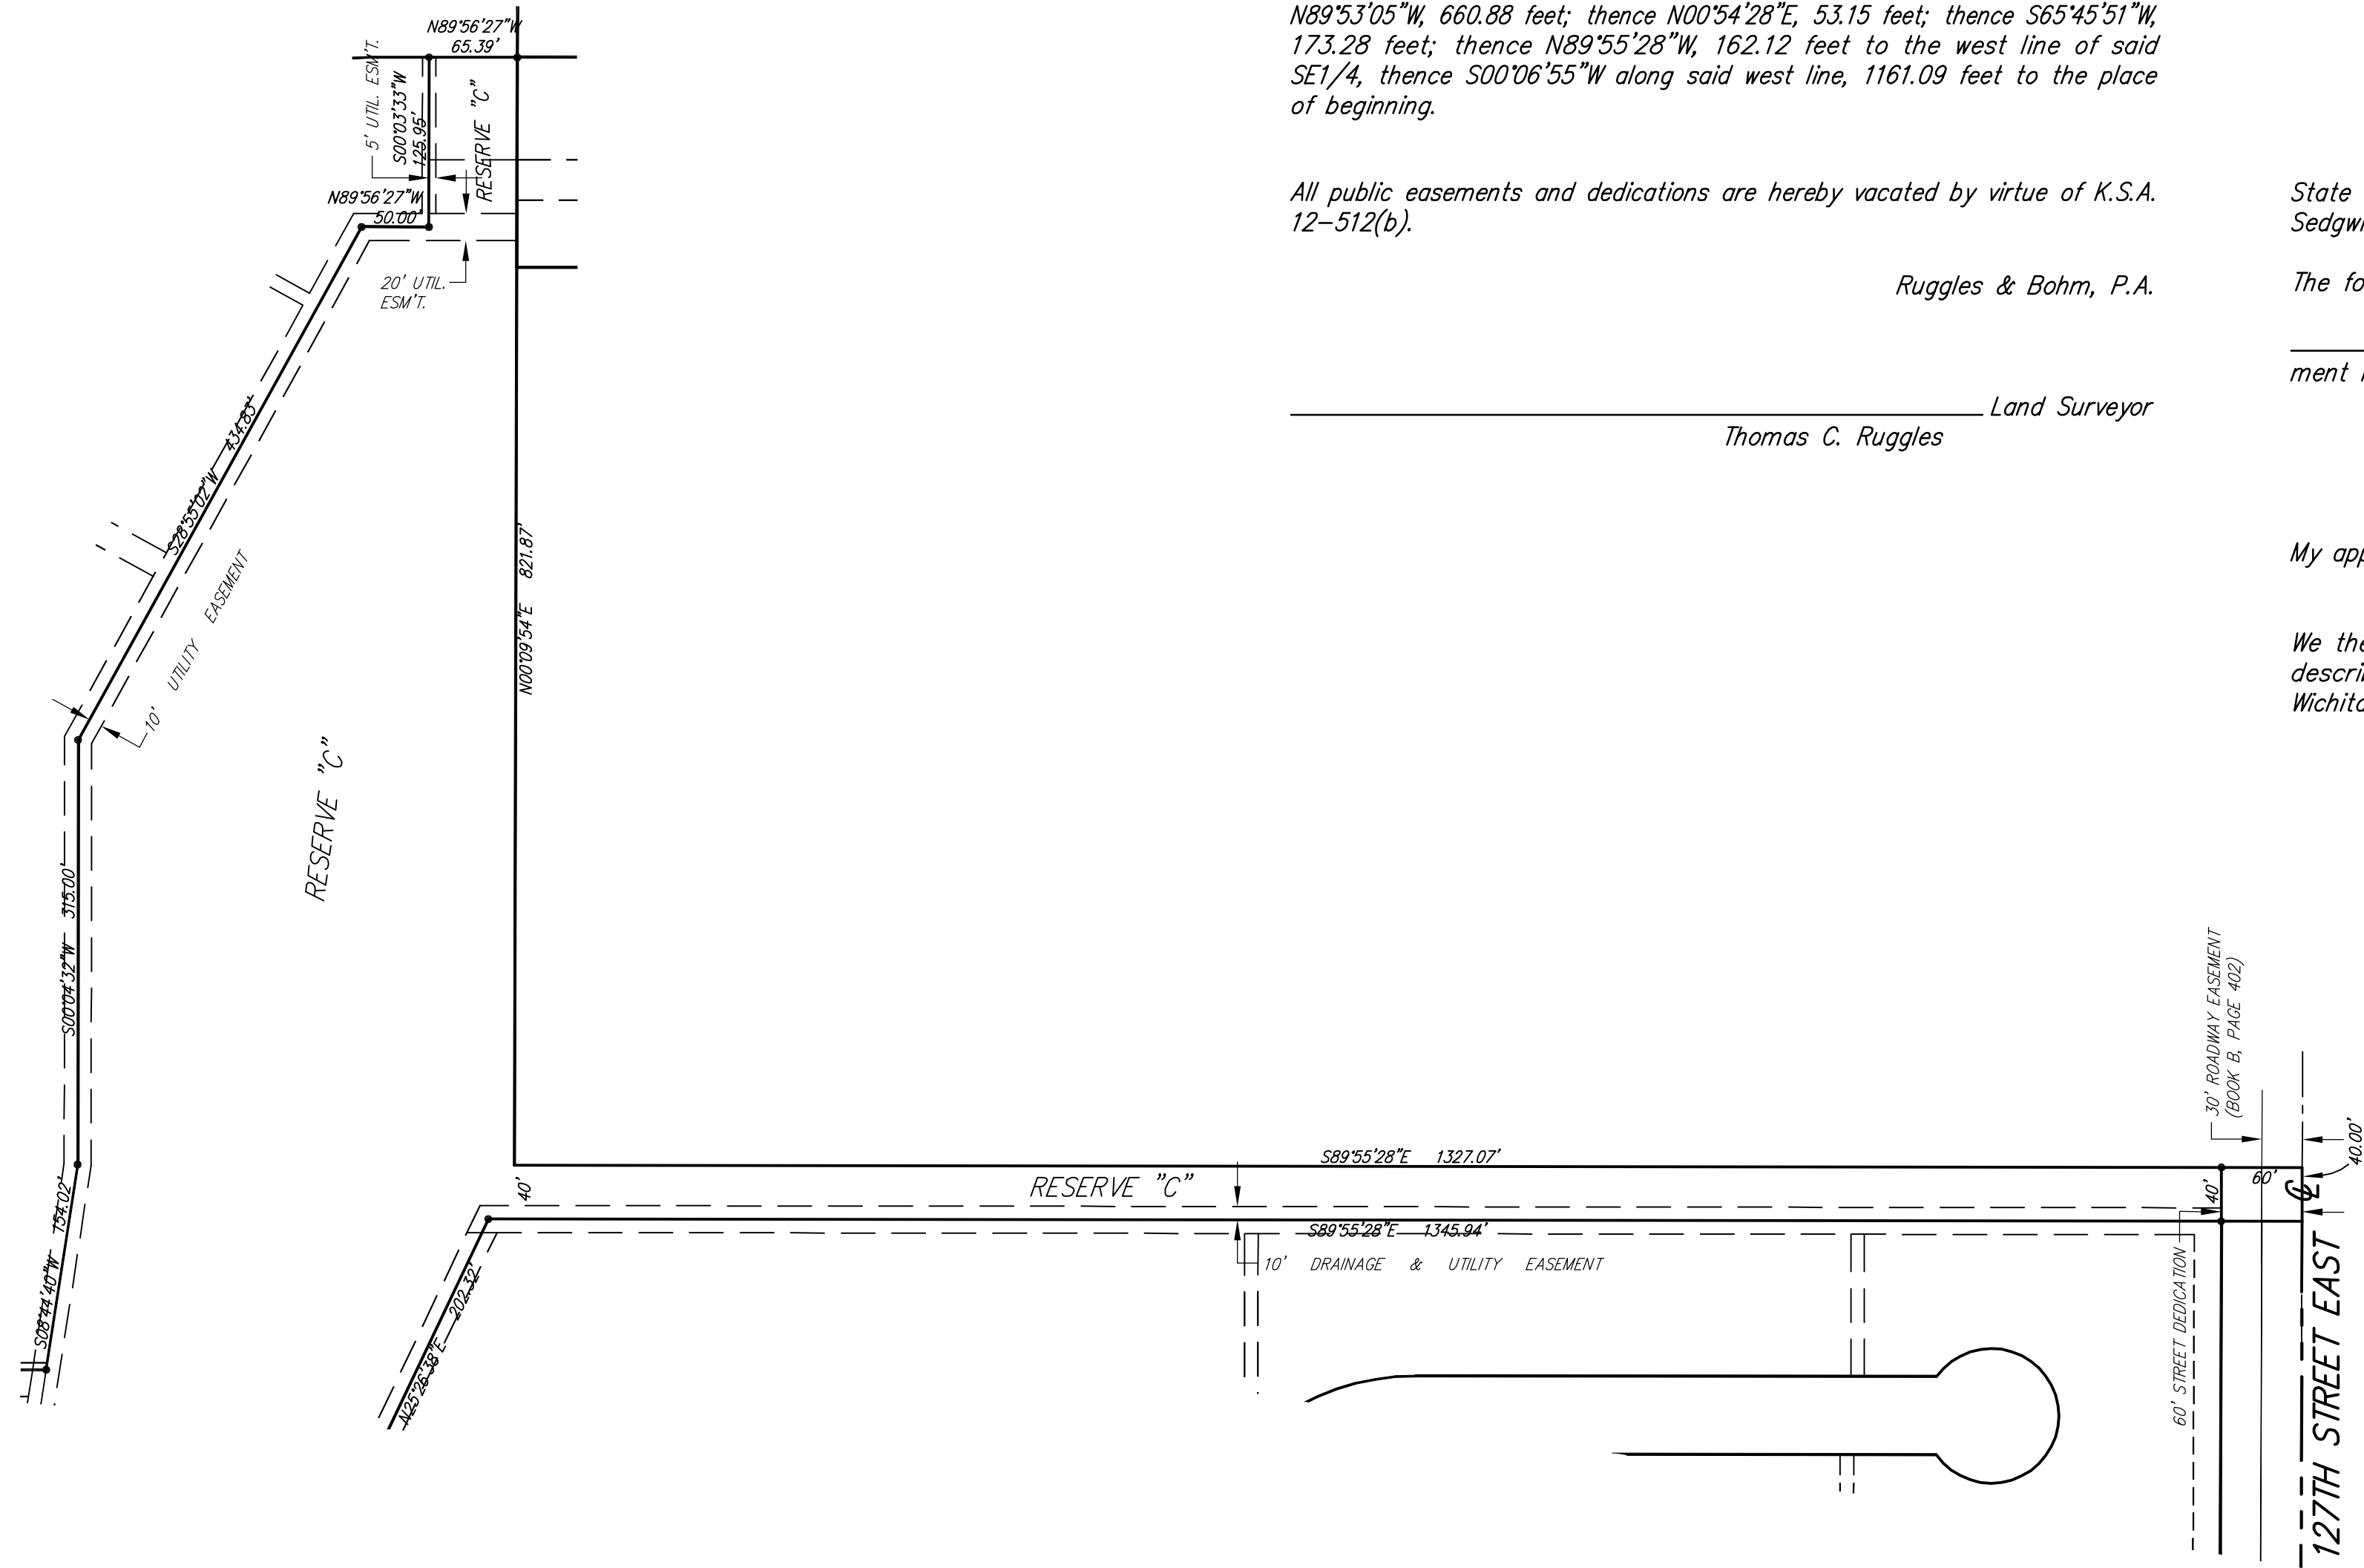 N89°53'05"W, 660.88 feet; thence N00°54'28"E, 53.15 feet; thence S65°45'51"W,
173.28 feet; thence N89°55'28"W, 162.12 feet to the west line of said
SE1/4, thence S00°06'55"W along said west line, 1161.09 feet to the place
of beginning.
All public easements and dedications are hereby vacated by virtue of K.S.A.
12-512(b).
Ruggles & Bohm, P.A.
Land Surveyor
Thomas C. Ruggles
State
Sedgwi
The fo
ment
My app
We the
descri
Wichita
N89°56'27"W
65.39'
5' UTIL. ESM'T.
S00°03'33"W
125.95'
RESERVE "C"
N89°56'27"W
50.00'
20' UTIL.
ESM'T.
S28°55'02"W 434.83'
10' UTILITY EASEMENT
N00°09'54"E 821.87'
RESERVE "C"
S00°04'32"W 315.00'
S08°44'40"W 154.02'
40'
S89°55'28"E 1327.07'
RESERVE "C"
S89°55'28"E 1345.94'
10' DRAINAGE & UTILITY EASEMENT
N25°26'38"E 202.32'
30' ROADWAY EASEMENT
(BOOK B, PAGE 402)
40.00'
60'
40'
60' STREET DEDICATION
127TH STREET EAST